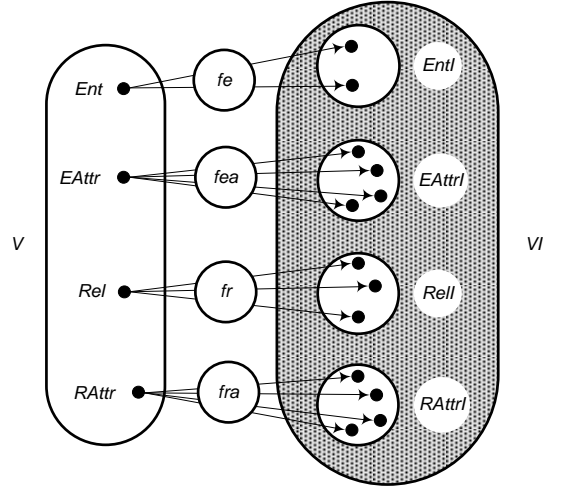 Ent
fe
EntI
EAttr
fea
EAttrI
V
VI
Rel
fr
RelI
RAttr
fra
RAttrI